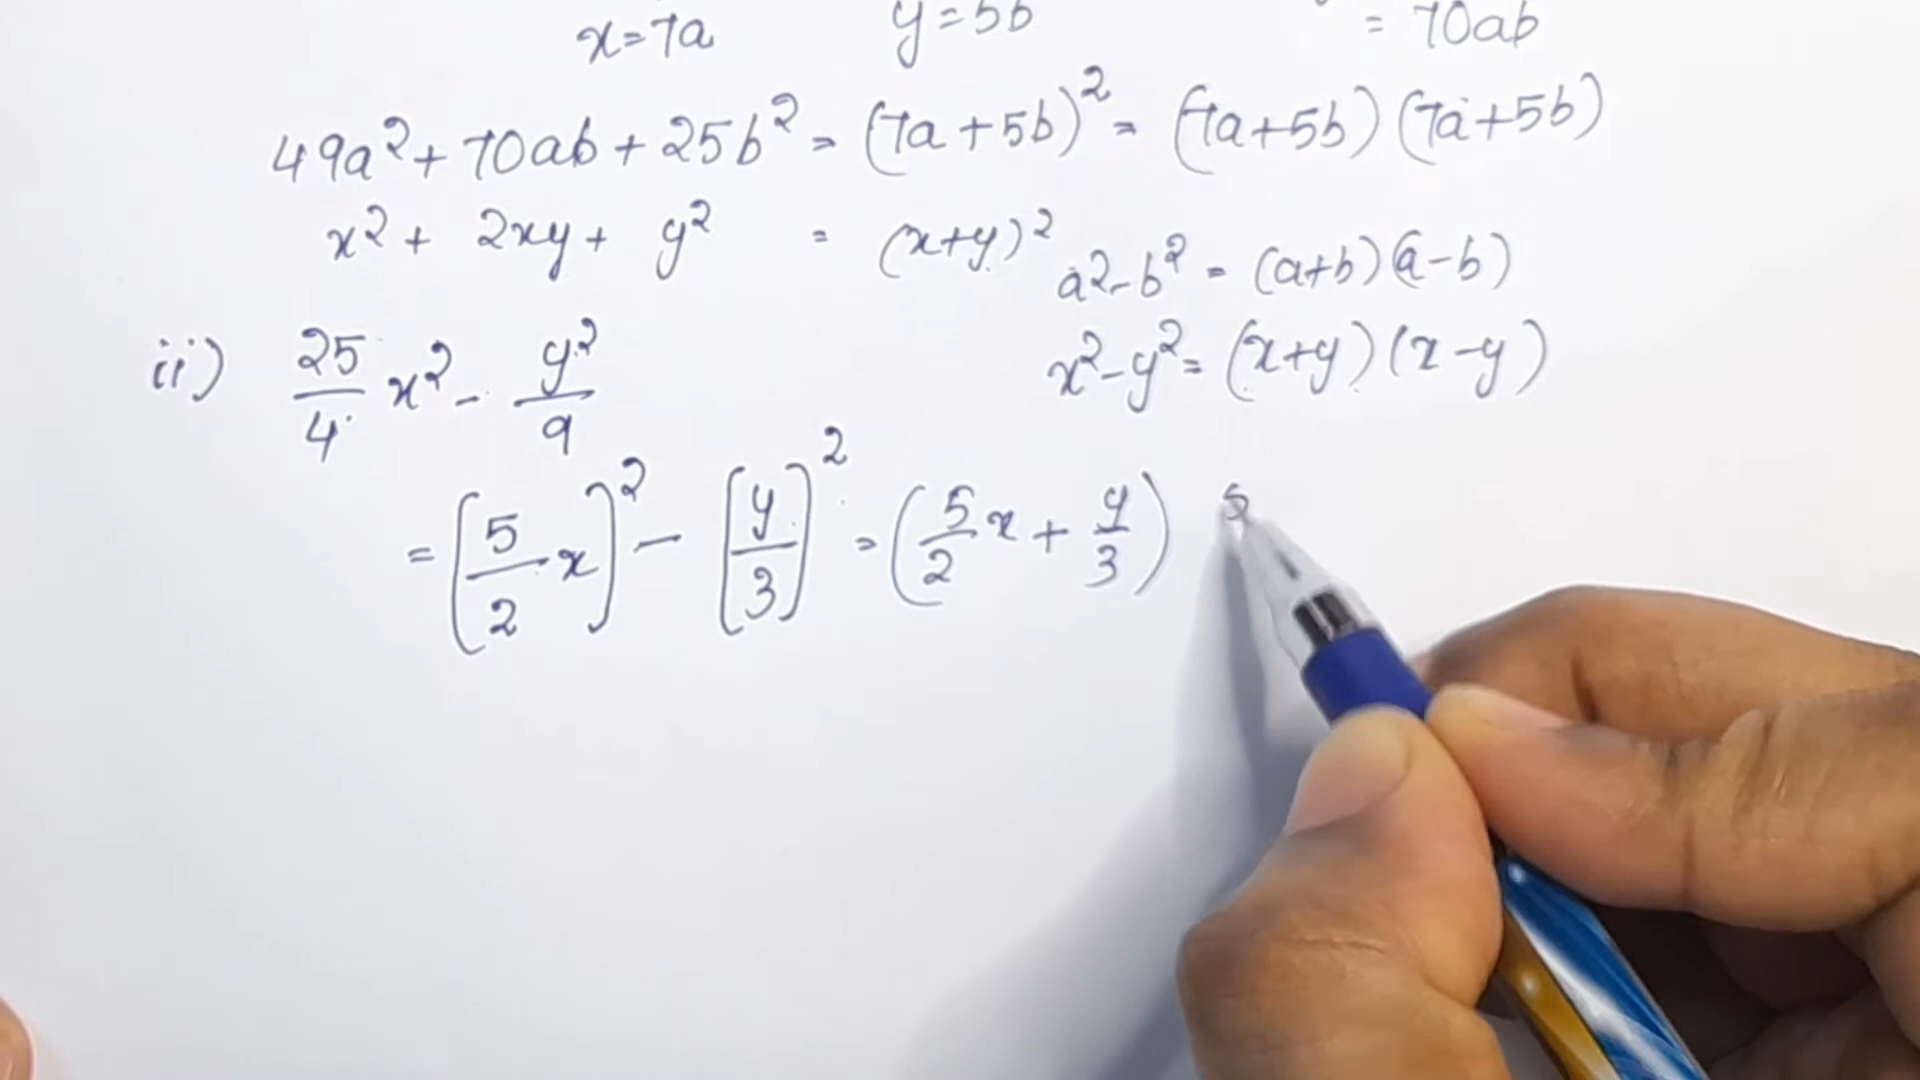 x=7a y=5b = 70ab
49a²+70ab+25b² = (7a+5b)² = (7a+5b)(7a+5b)
x²+ 2xy+ y² = (x+y)²
a²-b² = (a+b)(a-b)
ii) 25/4 x² - y²/9
x²-y² = (x+y)(x-y)
= [5/2 x]² - [y/3]² = (5/2 x + y/3) 5